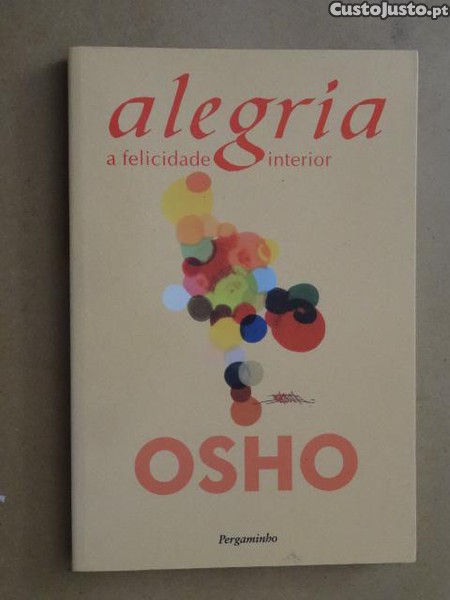 CustoJusto.pt
alegria
a felicidade interior
OSHO
Pergaminho